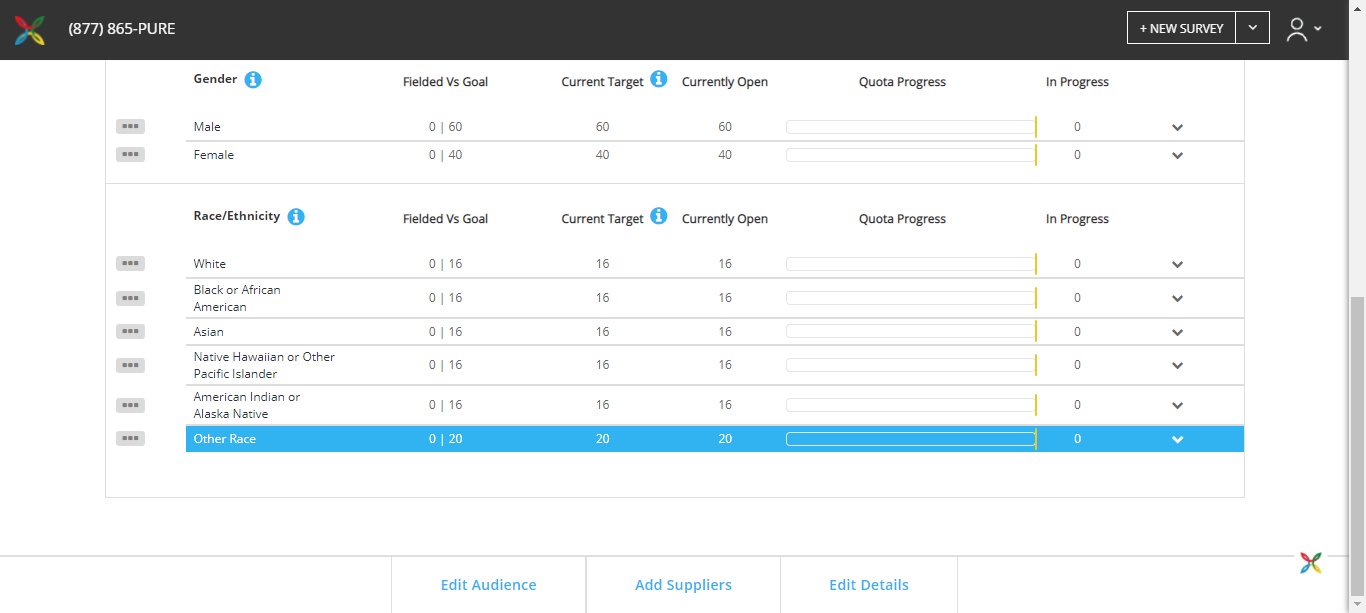 (877) 865-PURE
+ NEW SURVEY
Gender
Fielded Vs Goal
Current Target
Currently Open
Quota Progress
In Progress
Male 0 | 60 60 60 0
Female 0 | 40 40 40 0
Race/Ethnicity
Fielded Vs Goal
Current Target
Currently Open
Quota Progress
In Progress
White 0 | 16 16 16 0
Black or African
American 0 | 16 16 16 0
Asian 0 | 16 16 16 0
Native Hawaiian or Other
Pacific Islander 0 | 16 16 16 0
American Indian or
Alaska Native 0 | 16 16 16 0
Other Race 0 | 20 20 20 0
Edit Audience
Add Suppliers
Edit Details